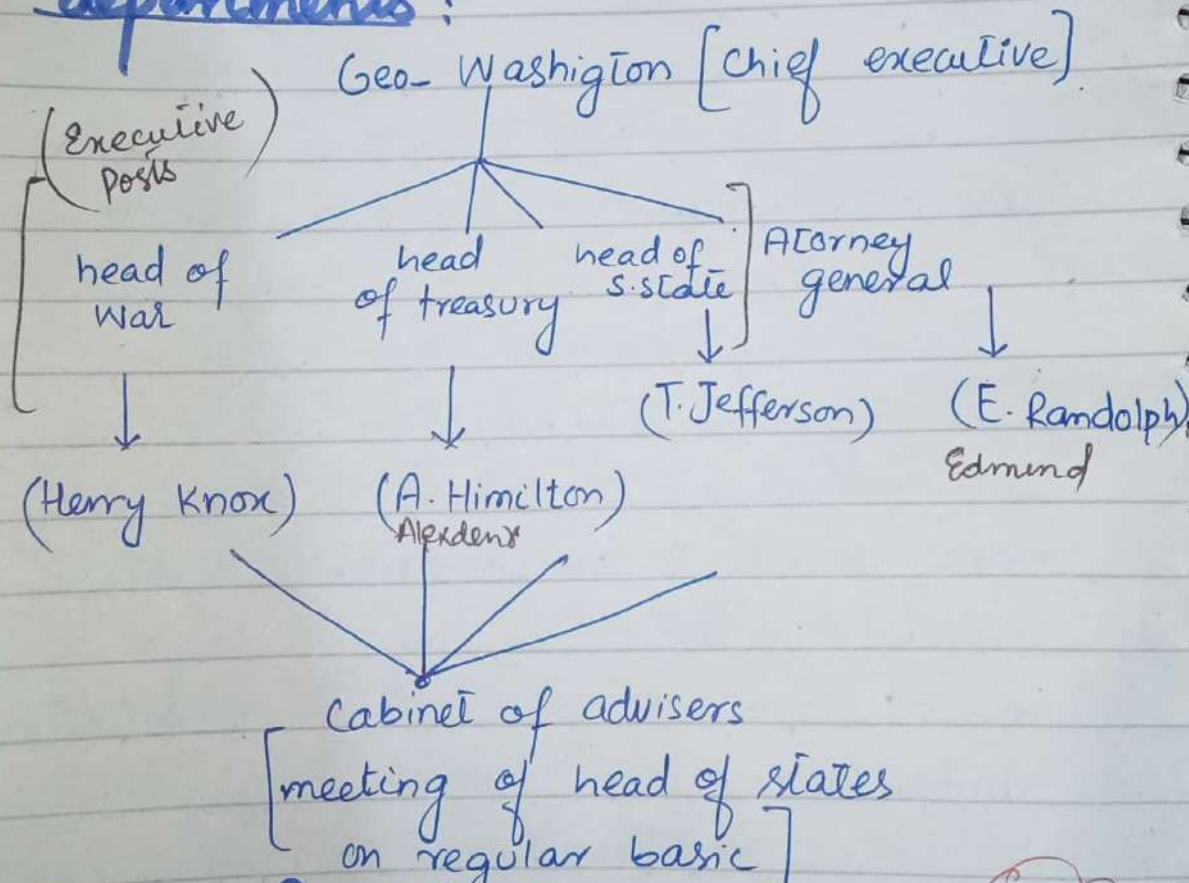 departments :
Geo- Washigton [Chief executive]
(Executive
Posts)
head of
war
head
of treasury
head of
S.state
Attorney
general
(T. Jefferson)
(E. Randolph)
Edmund
(Henry Knox)
(A. Himilton)
Alexdenr
Cabinet of advisers
[meeting of head of states
on regular basic]